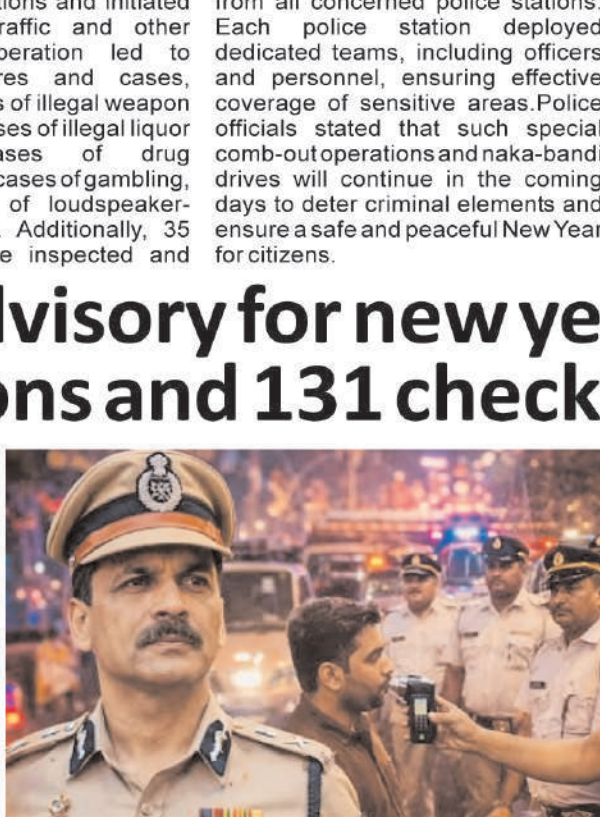 tions and initiated
raffic and other
peration led to
res and cases,
s of illegal weapon
ses of illegal liquor
ases of drug
cases of gambling,
of loudspeaker-
. Additionally, 35
e inspected and
from all concerned police stations.
Each police station deployed
dedicated teams, including officers
and personnel, ensuring effective
coverage of sensitive areas.Police
officials stated that such special
comb-out operations and naka-bandi
drives will continue in the coming
days to deter criminal elements and
ensure a safe and peaceful New Year
for citizens.
dvisory for new ye
ons and 131 check